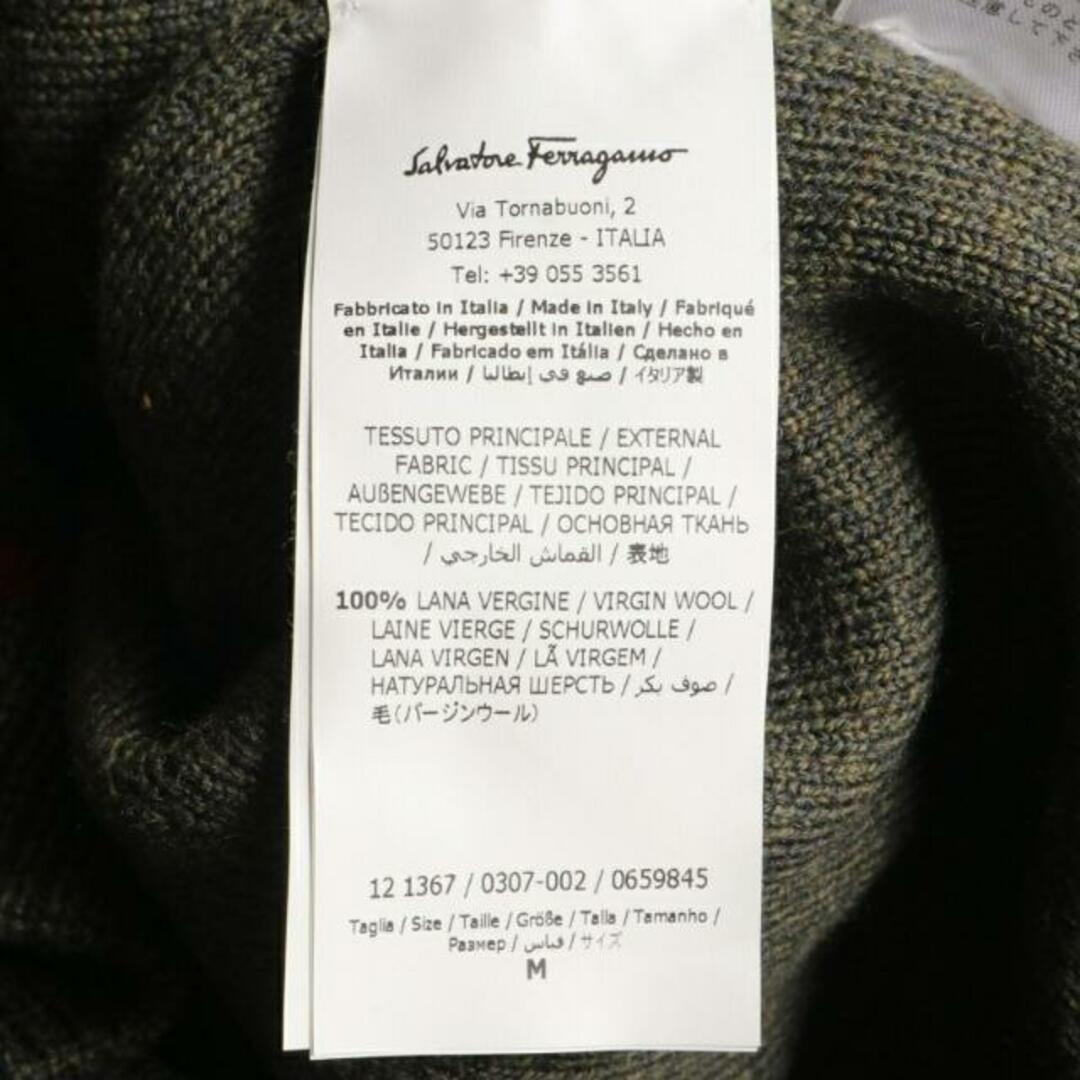 Salvatore Ferragamo
Via Tornabuoni, 2
50123 Firenze - ITALIA
Tel: +39 055 3561
Fabbricato in Italia / Made in Italy / Fabriqué
en Italie / Hergestellt in Italien / Hecho en
Italia / Fabricado em Itália / Сделано в
Италии / صنع في إيطاليا / イタリア製
TESSUTO PRINCIPALE / EXTERNAL
FABRIC / TISSU PRINCIPAL /
AUßENGEWEBE / TEJIDO PRINCIPAL /
TECIDO PRINCIPAL / ОСНОВНАЯ ТКАНЬ
/ القماش الخارجي / 表地
100% LANA VERGINE / VIRGIN WOOL /
LAINE VIERGE / SCHURWOLLE /
LANA VIRGEN / LÃ VIRGEM /
НАТУРАЛЬНАЯ ШЕРСТЬ / صوف بكر /
毛(バージンウール)
12 1367 / 0307-002 / 0659845
Taglia / Size / Taille / Größe / Talla / Tamanho /
Размер / قياس / サイズ
M